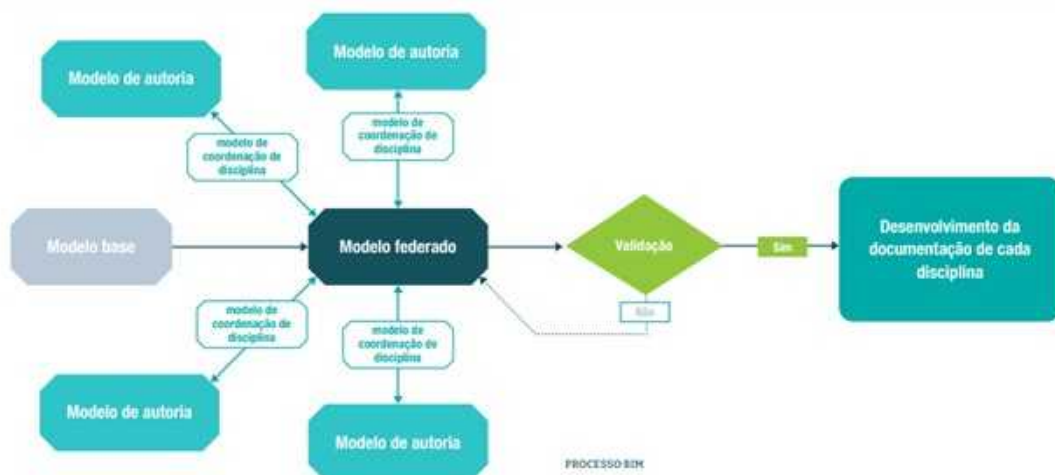 Modelo de autoria
Modelo de autoria
modelo de
coordenação de
disciplina
modelo de
coordenação de
disciplina
Modelo base
Modelo federado
Validação
Sim
Desenvolvimento da
documentação de cada
disciplina
Não
modelo de
coordenação de
disciplina
modelo de
coordenação de
disciplina
Modelo de autoria
Modelo de autoria
PROCESSO BIM